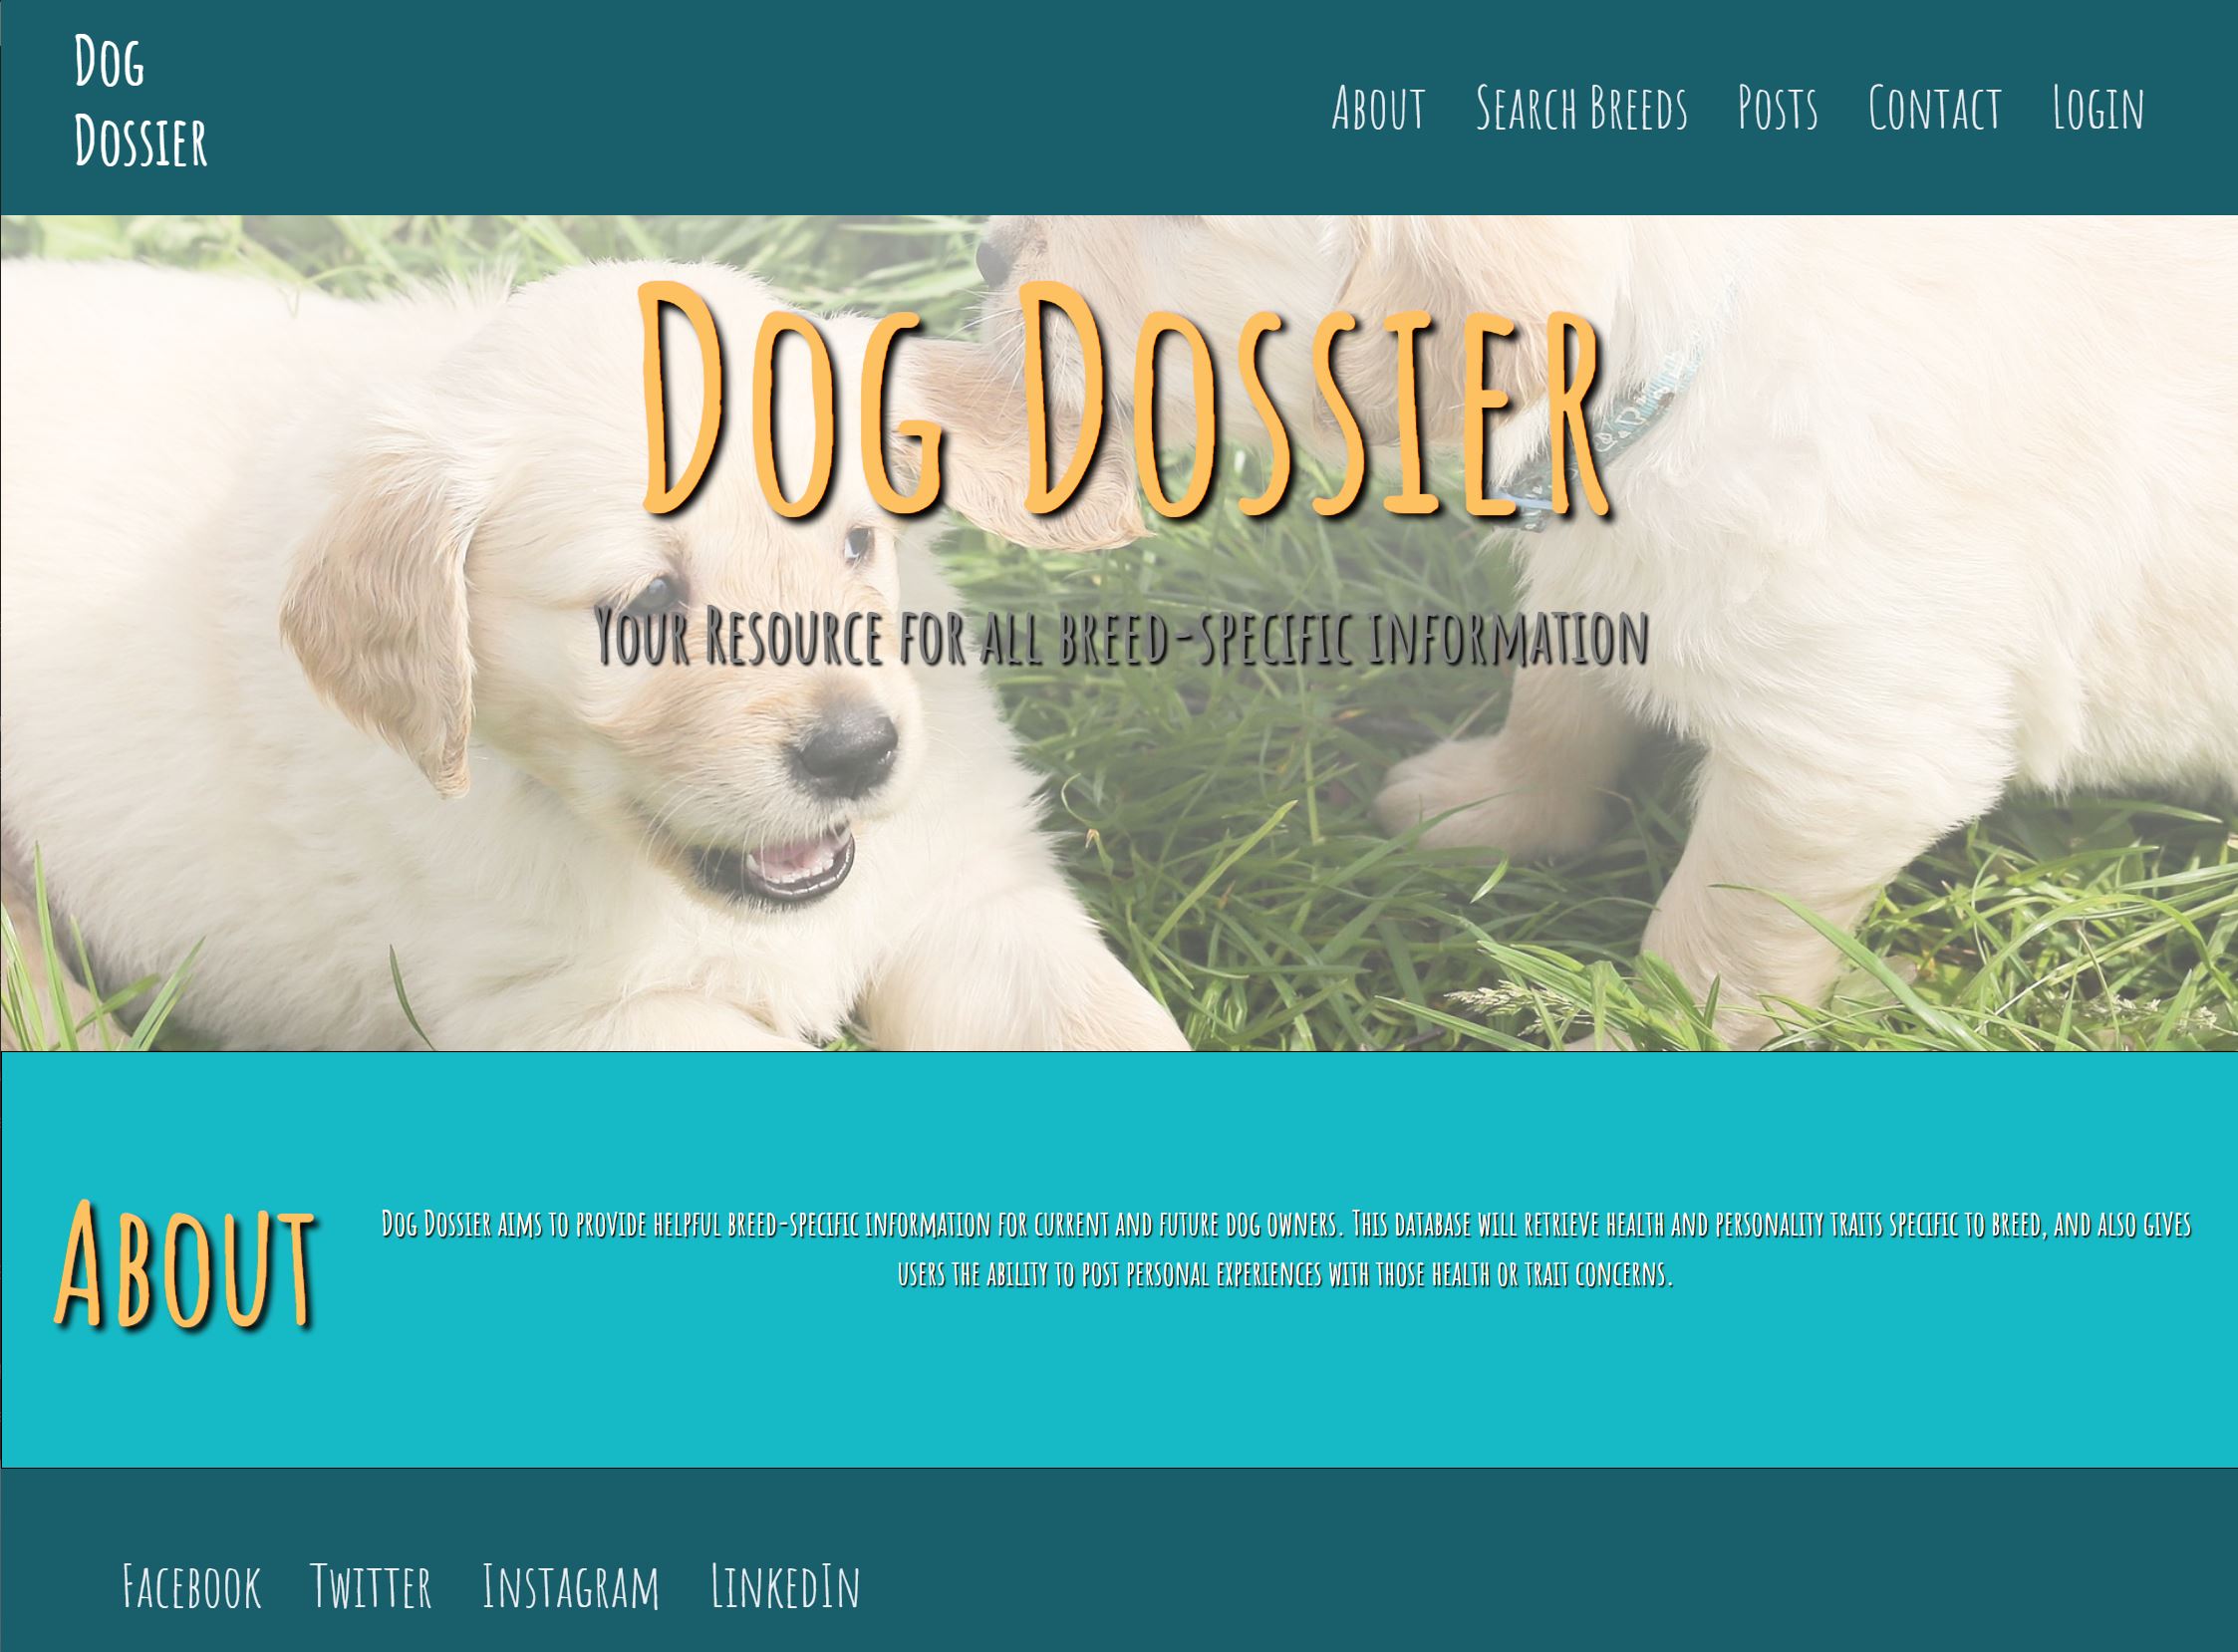 Dog
Dossier
About Search Breeds Posts Contact Login
Dog Dossier
Your Resource for all breed-specific information
About
Dog Dossier aims to provide helpful breed-specific information for current and future dog owners. This database will retrieve health and personality traits specific to breed, and also gives
users the ability to post personal experiences with those health or trait concerns.
Facebook Twitter Instagram LinkedIn